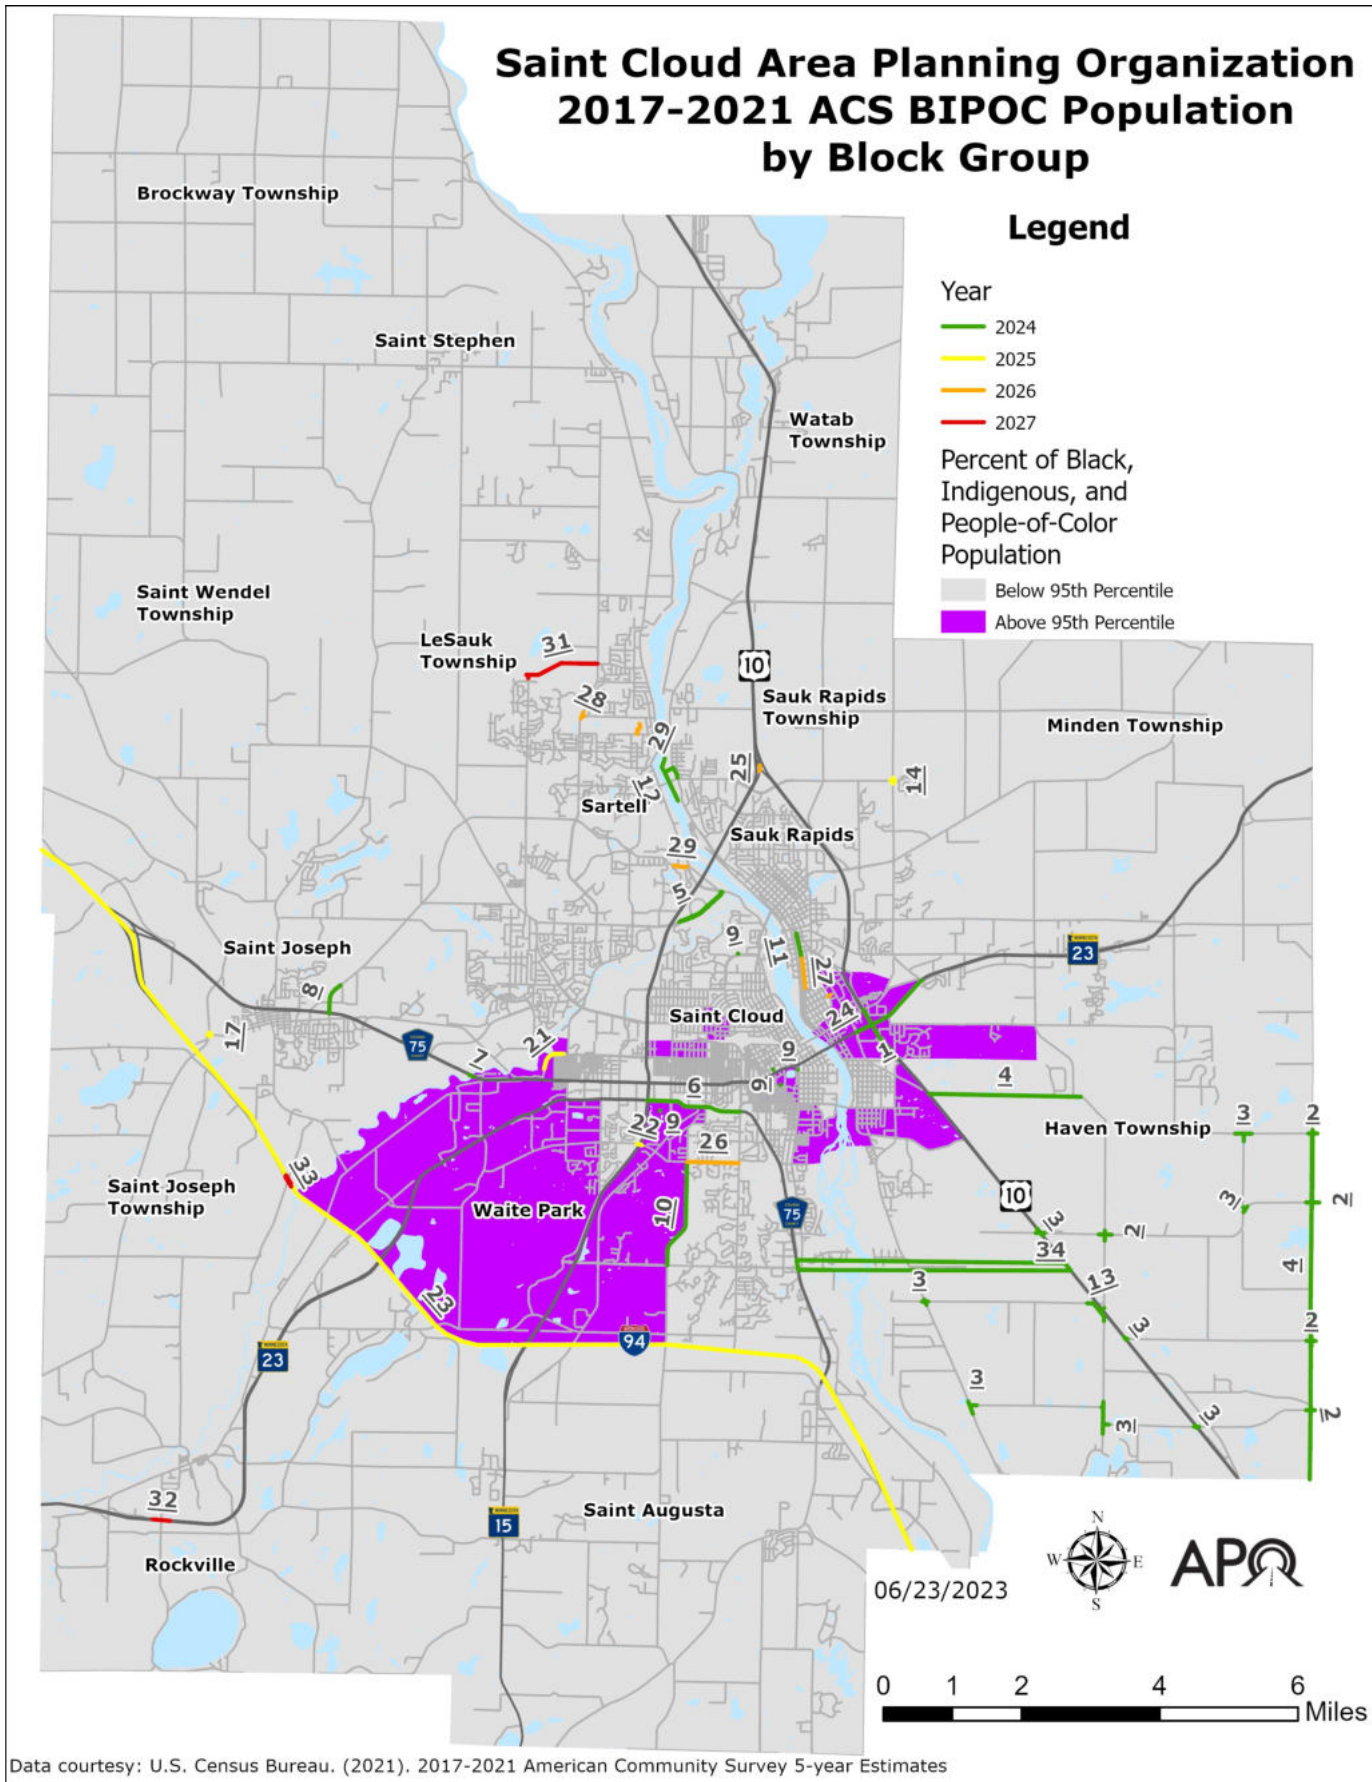 Saint Cloud Area Planning Organization
2017-2021 ACS BIPOC Population
by Block Group
Legend
Year
2024
2025
2026
2027
Percent of Black,
Indigenous, and
People-of-Color
Population
Below 95th Percentile
Above 95th Percentile
Brockway Township
Saint Stephen
Watab
Township
Saint Wendel
Township
LeSauk
Township
31
28
10
Sauk Rapids
Township
Minden Township
29
25
14
12
Sartell
Sauk Rapids
29
5
Saint Joseph
9
11
27
MINNESOTA
23
8
Saint Cloud
24
17
75
7
21
9
1
6
9
4
22
9
26
3
2
Haven Township
33
Saint Joseph
Township
Waite Park
10
75
10
3
2
3
2
34
4
23
3
13
94
3
2
MINNESOTA
23
3
3
3
2
32
MINNESOTA
15
Saint Augusta
Rockville
06/23/2023
N
W
E
S
APO
0
1
2
4
6
Miles
Data courtesy: U.S. Census Bureau. (2021). 2017-2021 American Community Survey 5-year Estimates